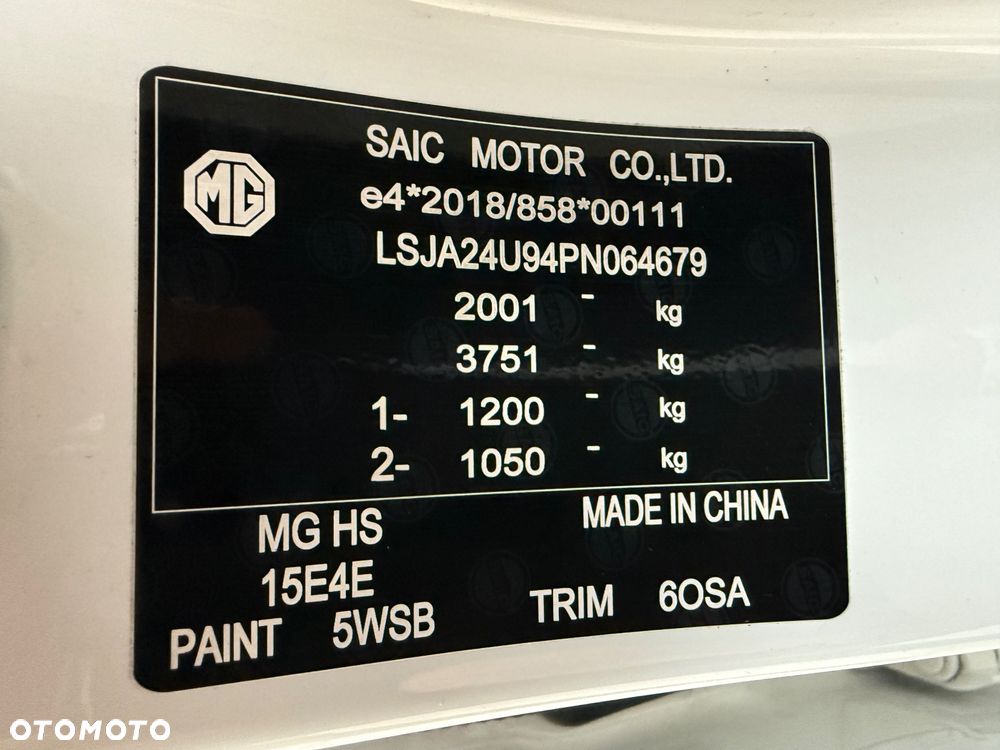 MG
SAIC MOTOR CO.,LTD.
e4*2018/858*00111
LSJA24U94PN064679
2001 - kg
3751 - kg
1- 1200 - kg
2- 1050 - kg
MG HS
MADE IN CHINA
15E4E
PAINT 5WSB TRIM 6OSA
OTOMOTO